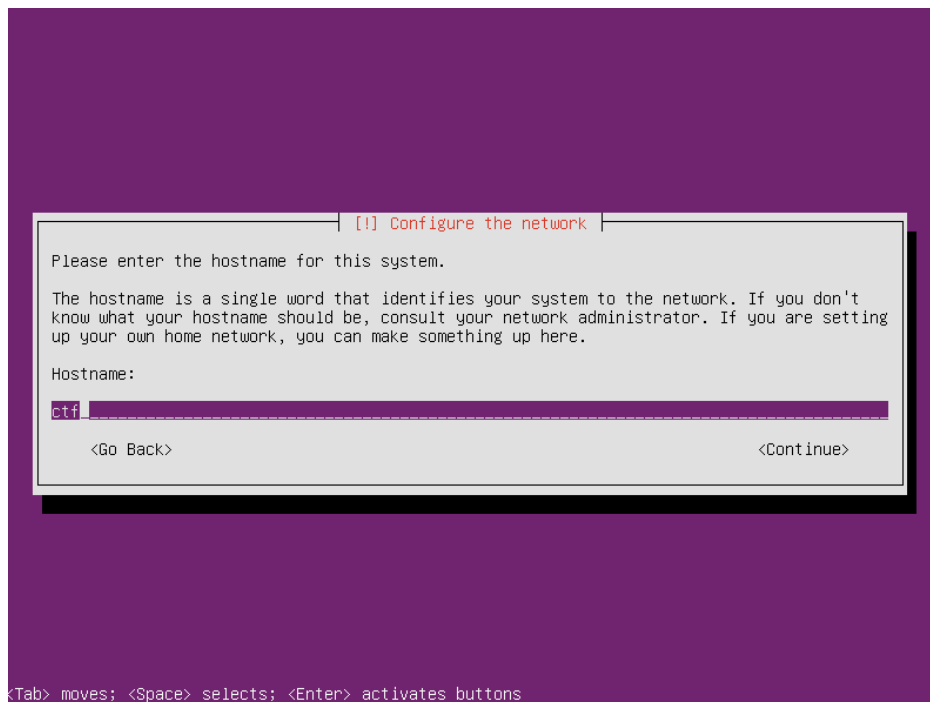 [!] Configure the network
Please enter the hostname for this system.
The hostname is a single word that identifies your system to the network. If you don't
know what your hostname should be, consult your network administrator. If you are setting
up your own home network, you can make something up here.
Hostname:
ctf
<Go Back> <Continue>
<Tab> moves; <Space> selects; <Enter> activates buttons